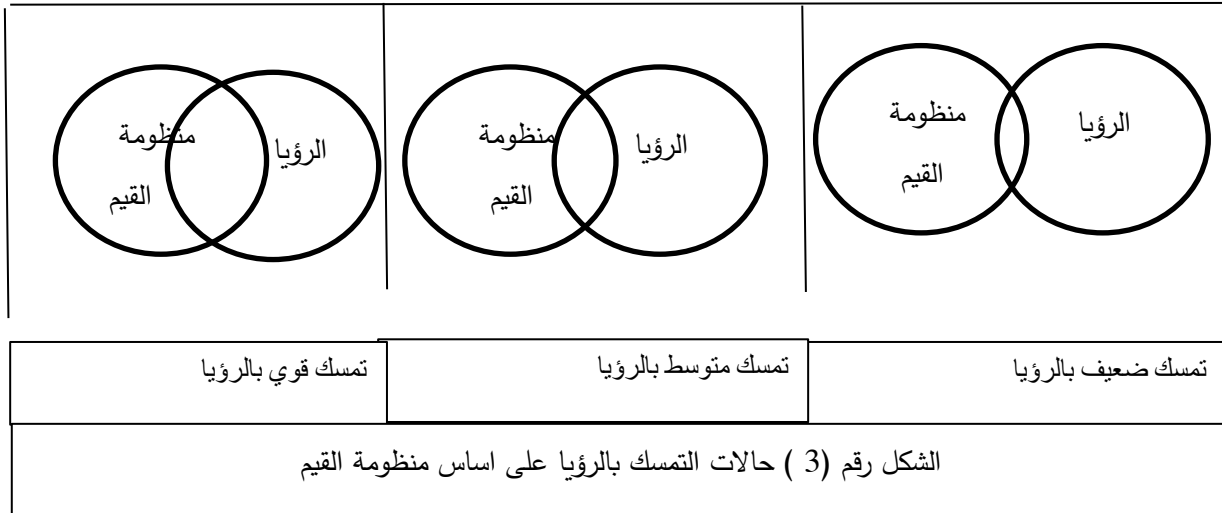 منظومة
القيم
الرؤيا
منظومة
القيم
الرؤيا
منظومة
القيم
الرؤيا
تمسك ضعيف بالرؤيا
تمسك متوسط بالرؤيا
تمسك قوي بالرؤيا
الشكل رقم (3 ) حالات التمسك بالرؤيا على اساس منظومة القيم